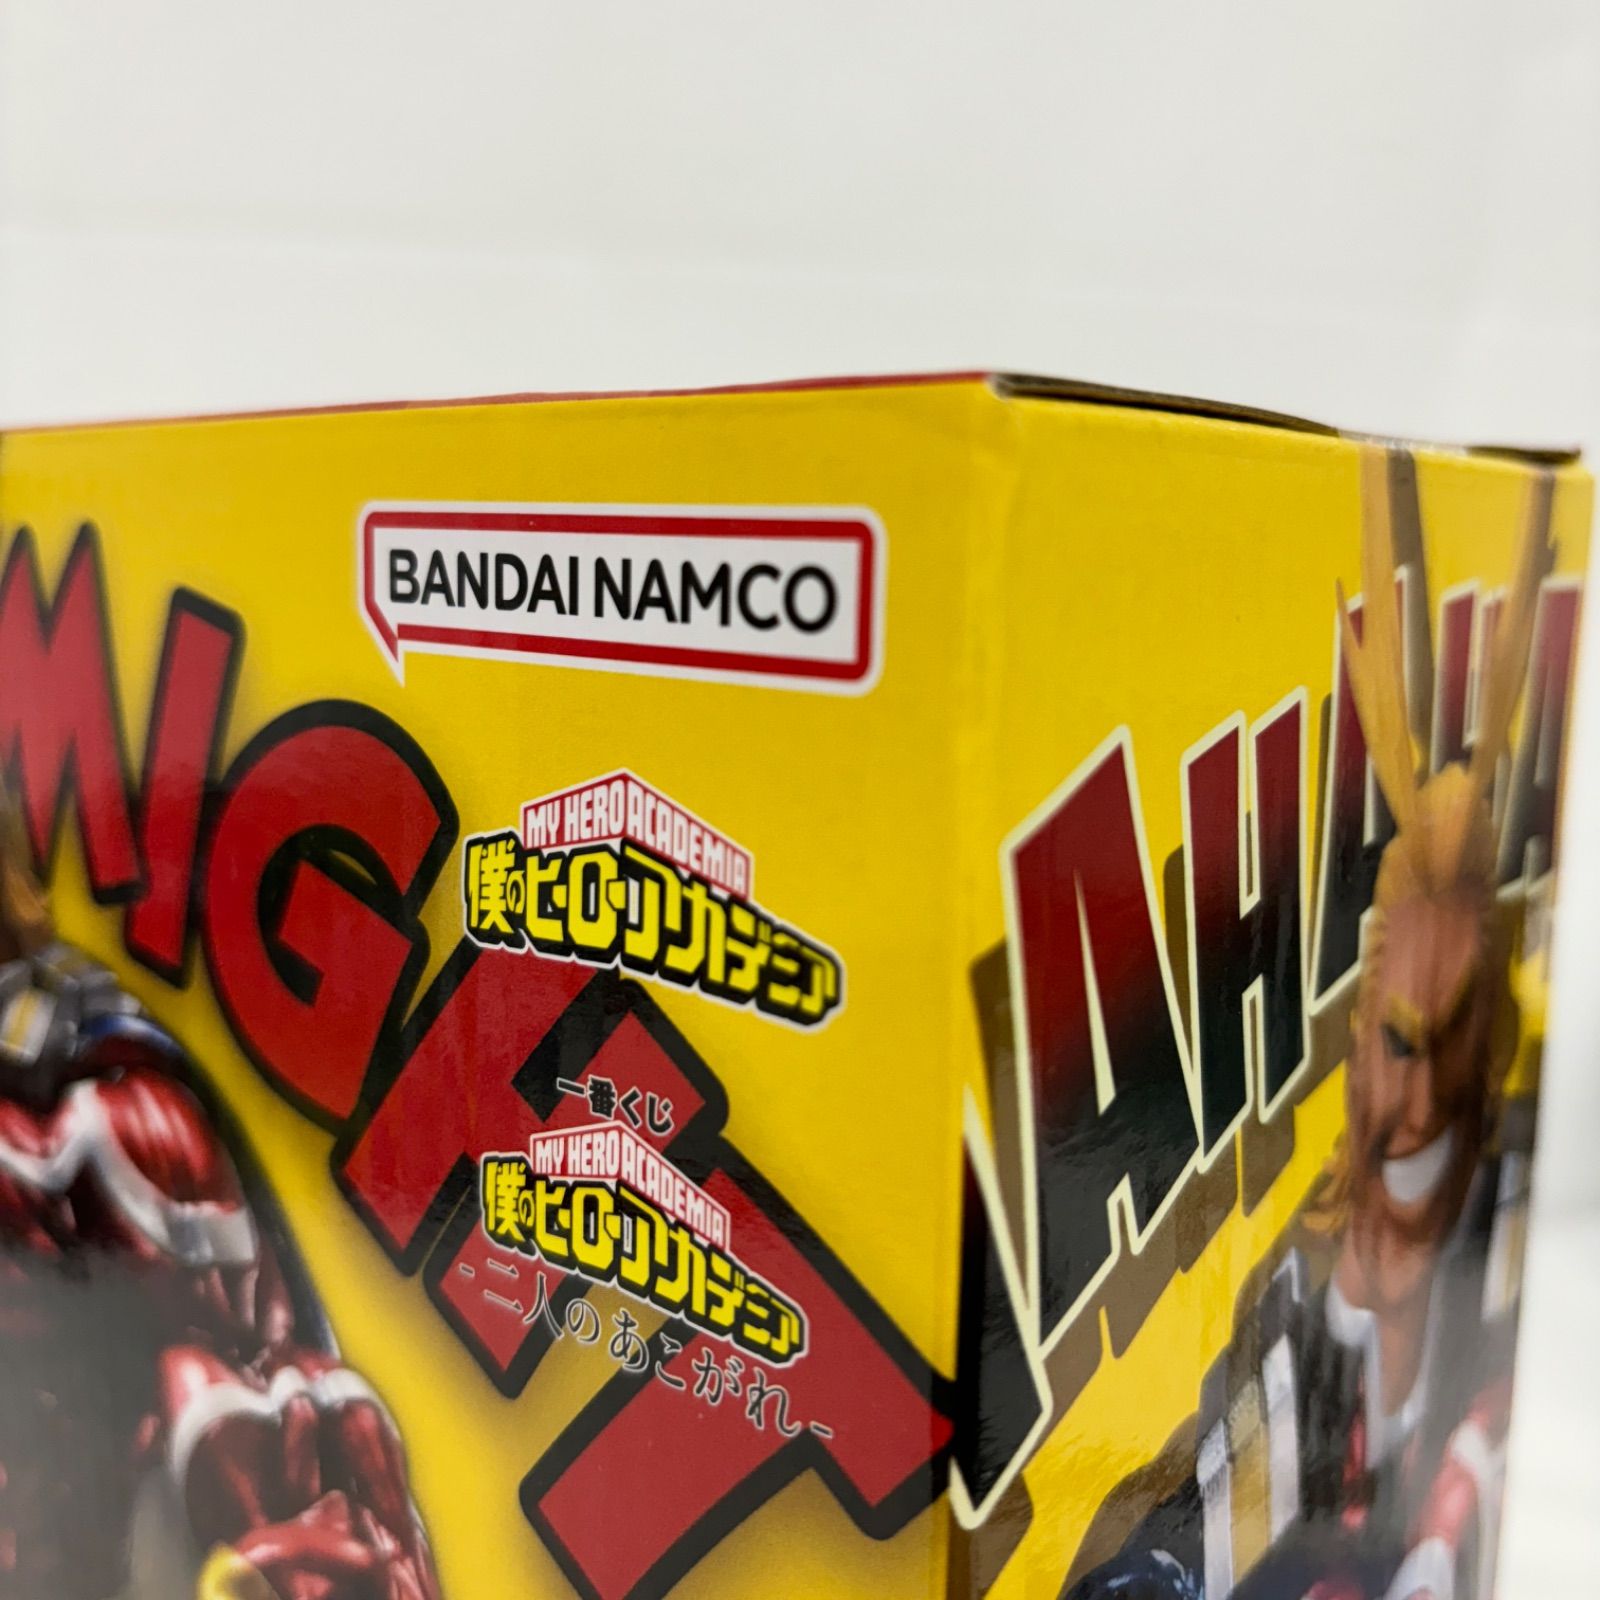 BANDAI NAMCO
MIGHT
MY HERO ACADEMIA
僕のヒーローアカデミア
一番くじ
MY HERO ACADEMIA
僕のヒーローアカデミア
-二人のあこがれ-
AHAHAHA